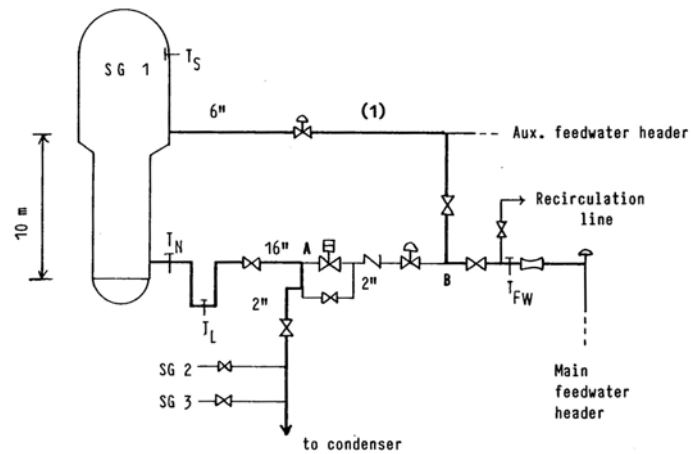 SG 1
T_S
6"
(1)
Aux. feedwater header
10 m
Recirculation
line
T_N
16"
A
2"
B
T_FW
T_L
2"
SG 2
SG 3
Main
feedwater
header
to condenser